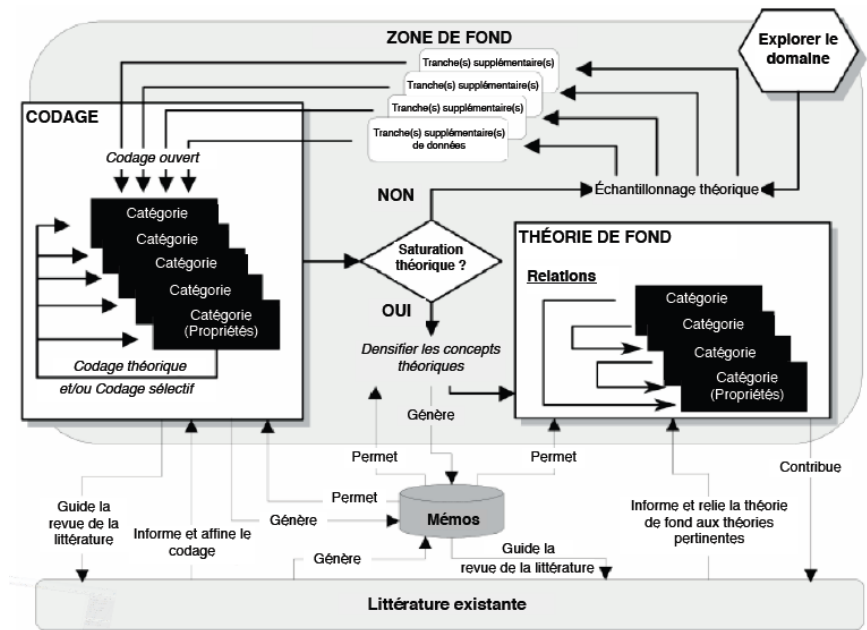 ZONE DE FOND
Explorer le
domaine
Tranche(s) supplémentaire(s)
Tranche(s) supplémentaire(s)
Tranche(s) supplémentaire(s)
Tranche(s) supplémentaire(s)
de données
CODAGE
Codage ouvert
Catégorie
Catégorie
Catégorie
Catégorie
Catégorie
(Propriétés)
Codage théorique
et/ou Codage sélectif
NON
Échantillonnage théorique
Saturation
théorique ?
OUI
Densifier les concepts
théoriques
THÉORIE DE FOND
Relations
Catégorie
Catégorie
Catégorie
Catégorie
(Propriétés)
Génère
Permet
Permet
Contribue
Guide la
revue de la
littérature
Informe et affine le
codage
Permet
Génère
Mémos
Génère
Guide la
revue de la littérature
Informe et relie la théorie
de fond aux théories
pertinentes
Littérature existante